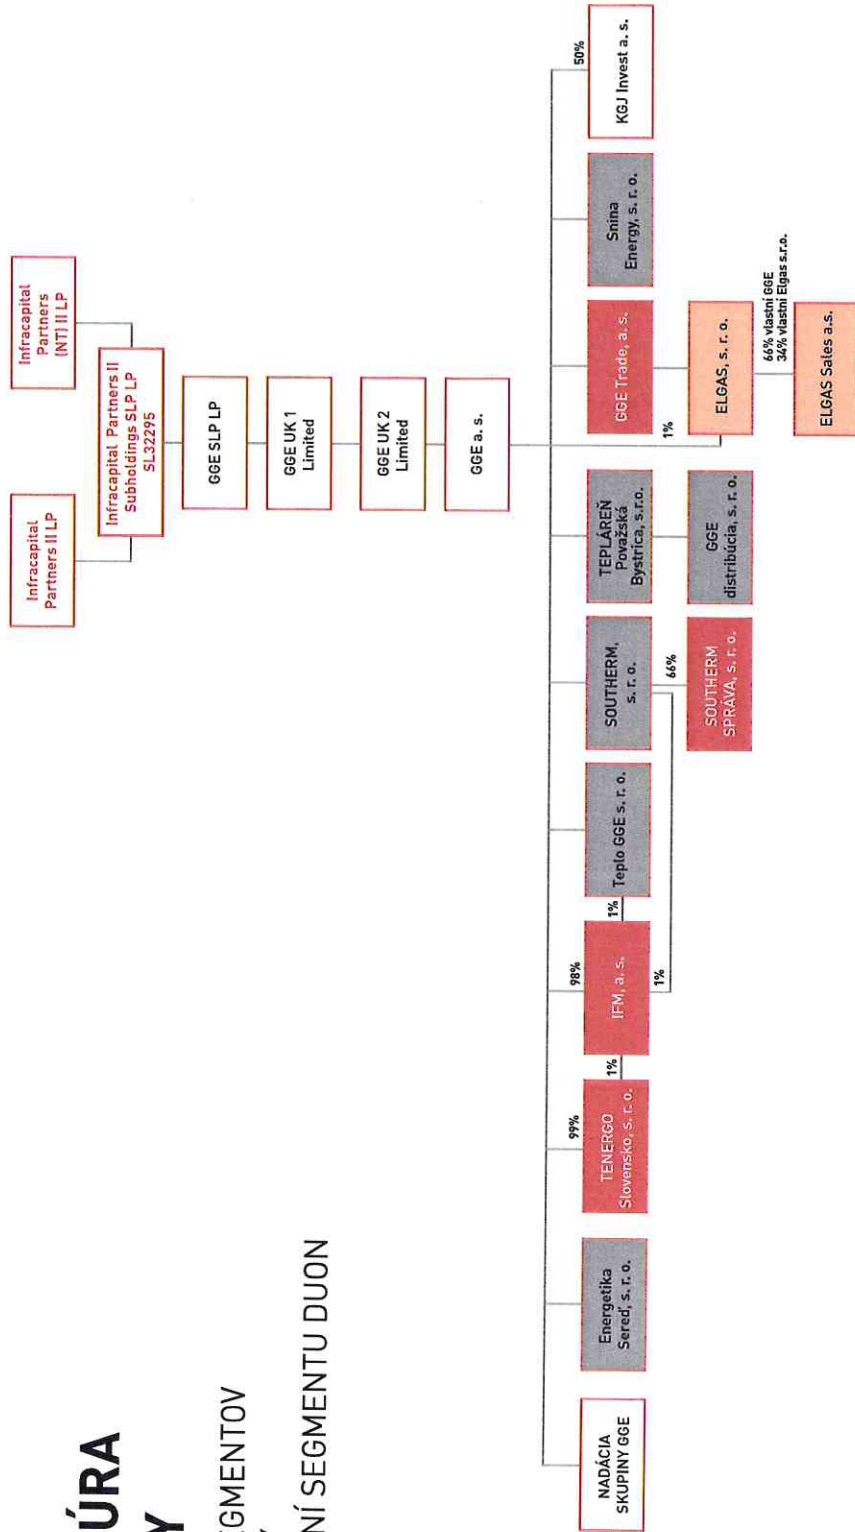 ÚRA
Y
EGMENTOV
NÍ SEGMENTU DUON
Infracapital
Partners II LP
Infracapital
Partners
(NT) II LP
Infracapital Partners II
Subholdings SLP LP
SL32295
GGE SLP LP
GGE UK 1
Limited
GGE UK 2
Limited
GGE a. s.
NADÁCIA
SKUPINY GGE
Energetika
Sereď, s. r. o.
99%
TENERGO
Slovensko, s. r. o.
1%
98%
IFM, a. s.
1%
1%
Teplo GGE s. r. o.
SOUTHERM,
s. r. o.
66%
SOUTHERM
SPRÁVA, s. r. o.
TEPLÁREŇ
Považská
Bystrica, s.r.o.
GGE
distribúcia, s. r. o.
1%
GGE Trade, a. s.
ELGAS, s. r. o.
66% vlastní GGE
34% vlastní Elgas s.r.o.
ELGAS Sales a.s.
Snina
Energy, s. r. o.
50%
KGJ Invest a. s.